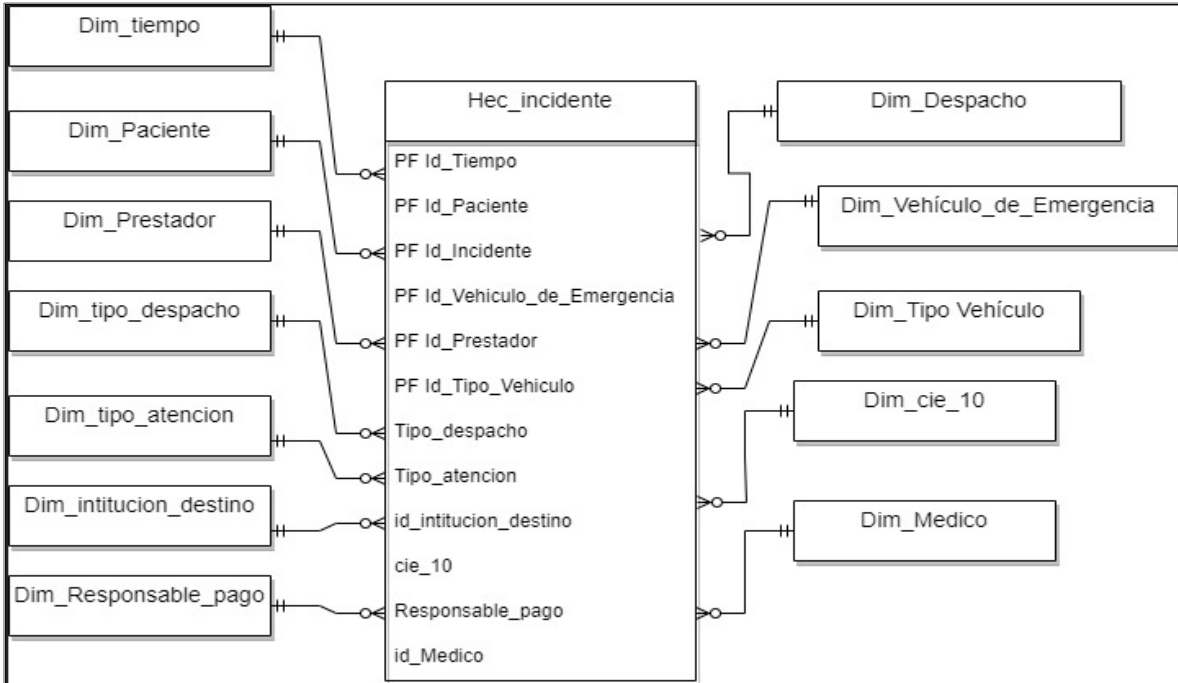 Dim_tiempo
Dim_Paciente
Dim_Prestador
Dim_tipo_despacho
Dim_tipo_atencion
Dim_intitucion_destino
Dim_Responsable_pago
Hec_incidente
PF Id_Tiempo
PF Id_Paciente
PF Id_Incidente
PF Id_Vehiculo_de_Emergencia
PF Id_Prestador
PF Id_Tipo_Vehiculo
Tipo_despacho
Tipo_atencion
id_intitucion_destino
cie_10
Responsable_pago
id_Medico
Dim_Despacho
Dim_Vehículo_de_Emergencia
Dim_Tipo Vehículo
Dim_cie_10
Dim_Medico